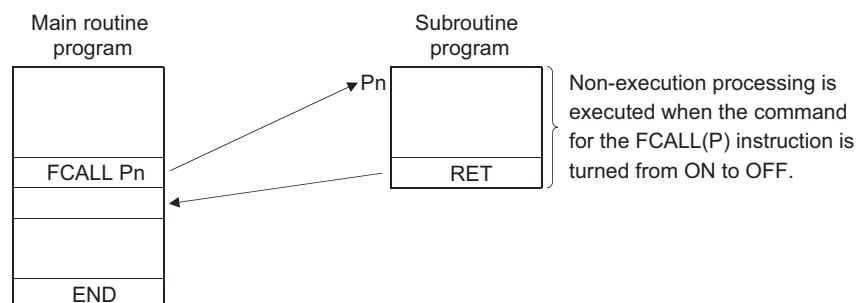 Main routine
program
Subroutine
program
Pn
Non-execution processing is
executed when the command
for the FCALL(P) instruction is
turned from ON to OFF.
FCALL Pn
RET
END